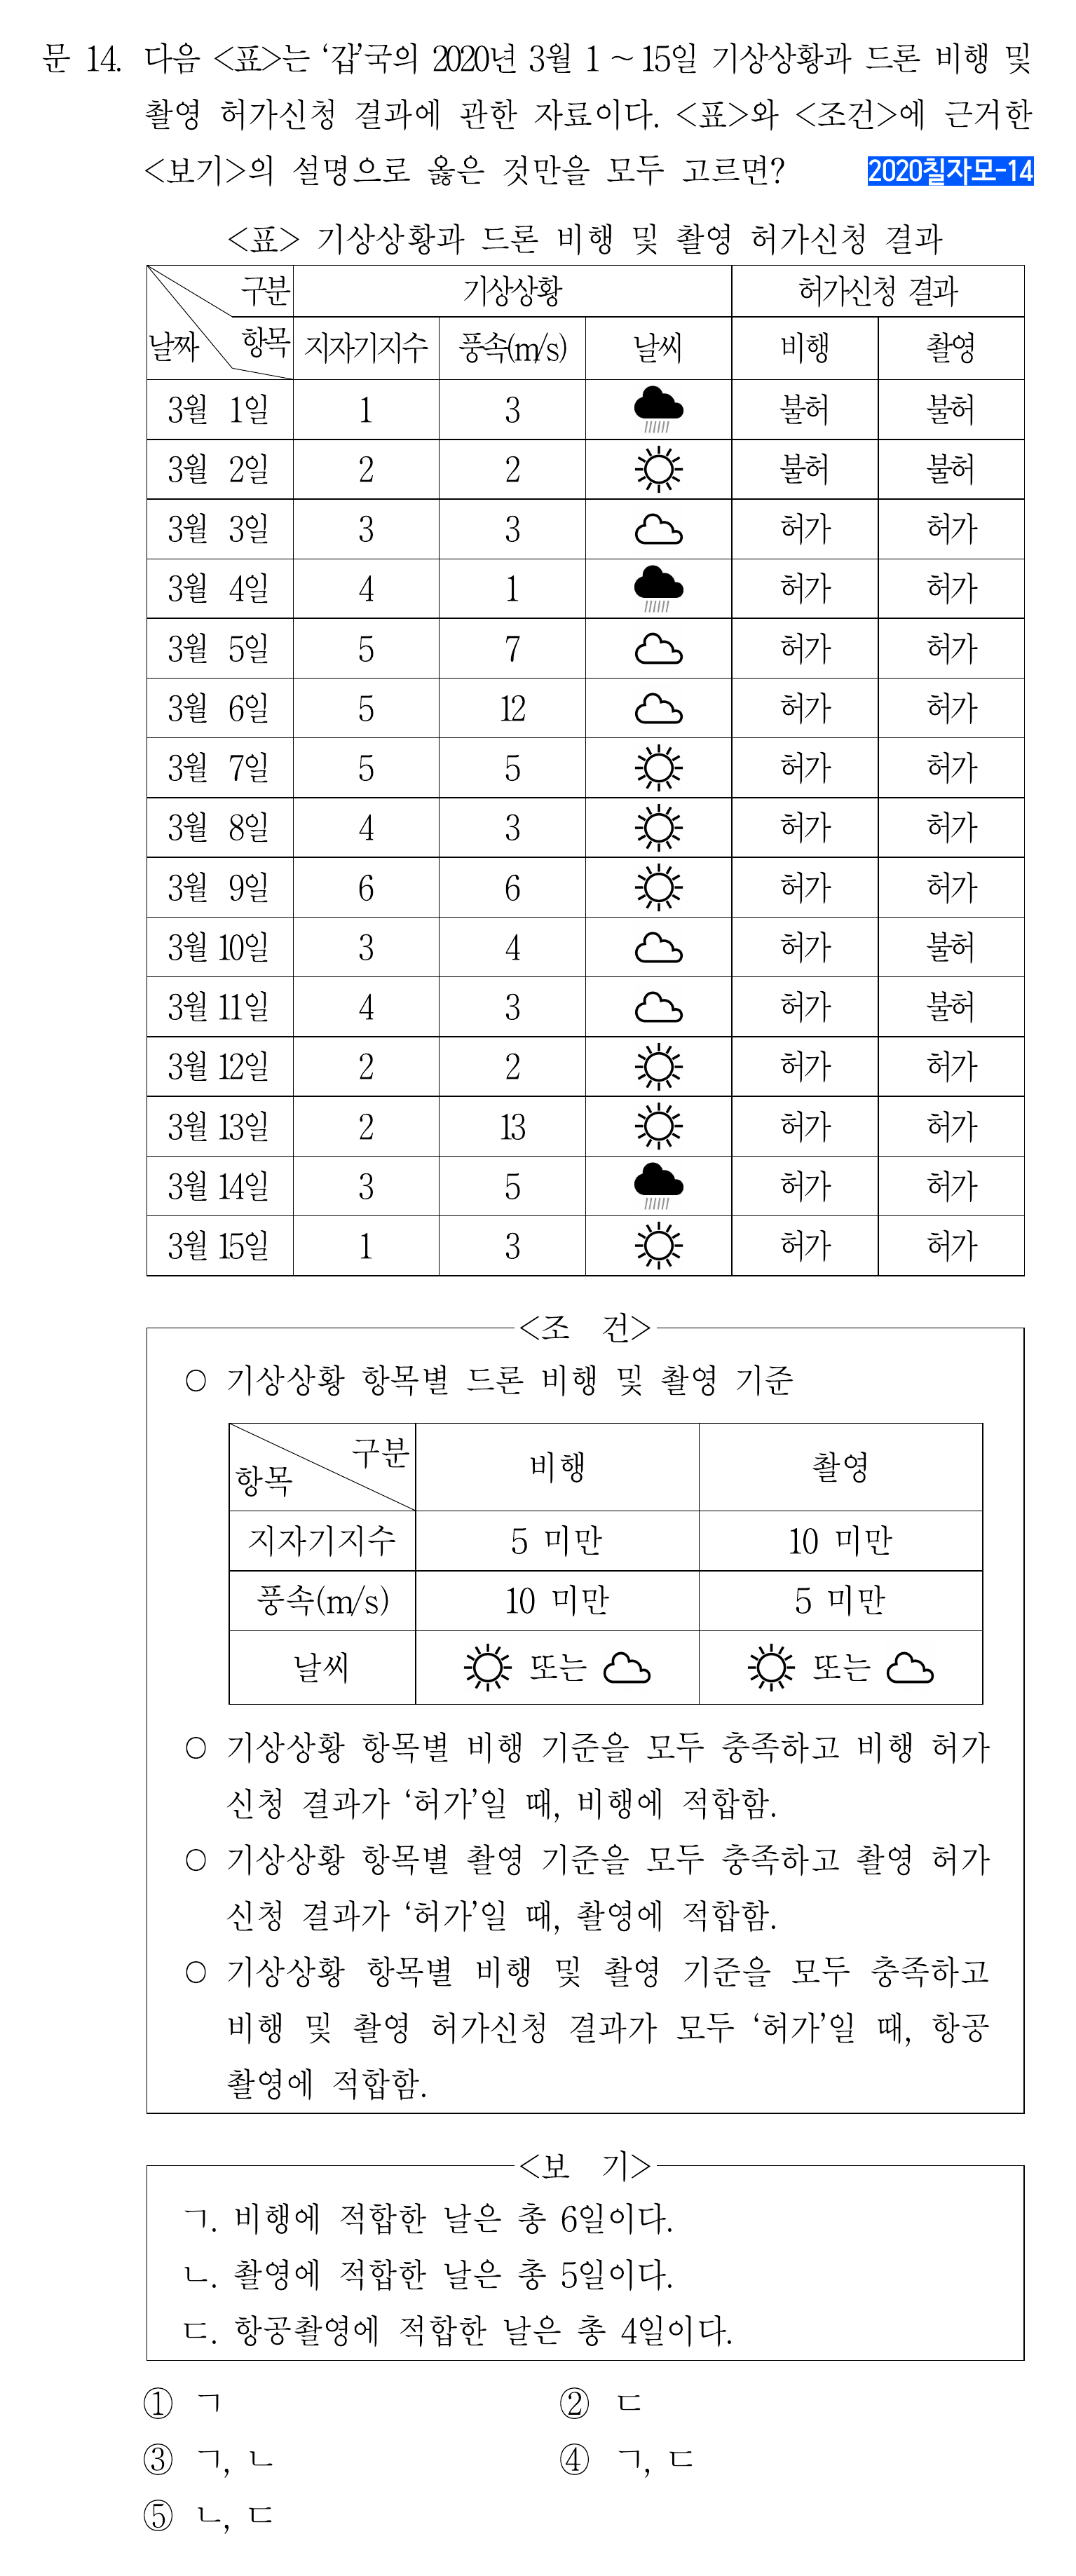 문 14. 다음 <표>는 ‘갑’국의 2020년 3월 1 ~ 15일 기상상황과 드론 비행 및
촬영 허가신청 결과에 관한 자료이다. <표>와 <조건>에 근거한
<보기>의 설명으로 옳은 것만을 모두 고르면? 2020칠자모-14
<표> 기상상황과 드론 비행 및 촬영 허가신청 결과
구분 기상상황 허가신청 결과
날짜 항목 지자기지수 풍속(m/s) 날씨 비행 촬영
3월 1일 1 3 불허 불허
3월 2일 2 2 불허 불허
3월 3일 3 3 허가 허가
3월 4일 4 1 허가 허가
3월 5일 5 7 허가 허가
3월 6일 5 12 허가 허가
3월 7일 5 5 허가 허가
3월 8일 4 3 허가 허가
3월 9일 6 6 허가 허가
3월 10일 3 4 허가 불허
3월 11일 4 3 허가 불허
3월 12일 2 2 허가 허가
3월 13일 2 13 허가 허가
3월 14일 3 5 허가 허가
3월 15일 1 3 허가 허가
<조 건>
○ 기상상황 항목별 드론 비행 및 촬영 기준
구분 항목 비행 촬영
지자기지수 5 미만 10 미만
풍속(m/s) 10 미만 5 미만
날씨 또는 또는
○ 기상상황 항목별 비행 기준을 모두 충족하고 비행 허가
신청 결과가 ‘허가’일 때, 비행에 적합함.
○ 기상상황 항목별 촬영 기준을 모두 충족하고 촬영 허가
신청 결과가 ‘허가’일 때, 촬영에 적합함.
○ 기상상황 항목별 비행 및 촬영 기준을 모두 충족하고
비행 및 촬영 허가신청 결과가 모두 ‘허가’일 때, 항공
촬영에 적합함.
<보 기>
ㄱ. 비행에 적합한 날은 총 6일이다.
ㄴ. 촬영에 적합한 날은 총 5일이다.
ㄷ. 항공촬영에 적합한 날은 총 4일이다.
① ㄱ ② ㄷ
③ ㄱ, ㄴ ④ ㄱ, ㄷ
⑤ ㄴ, ㄷ